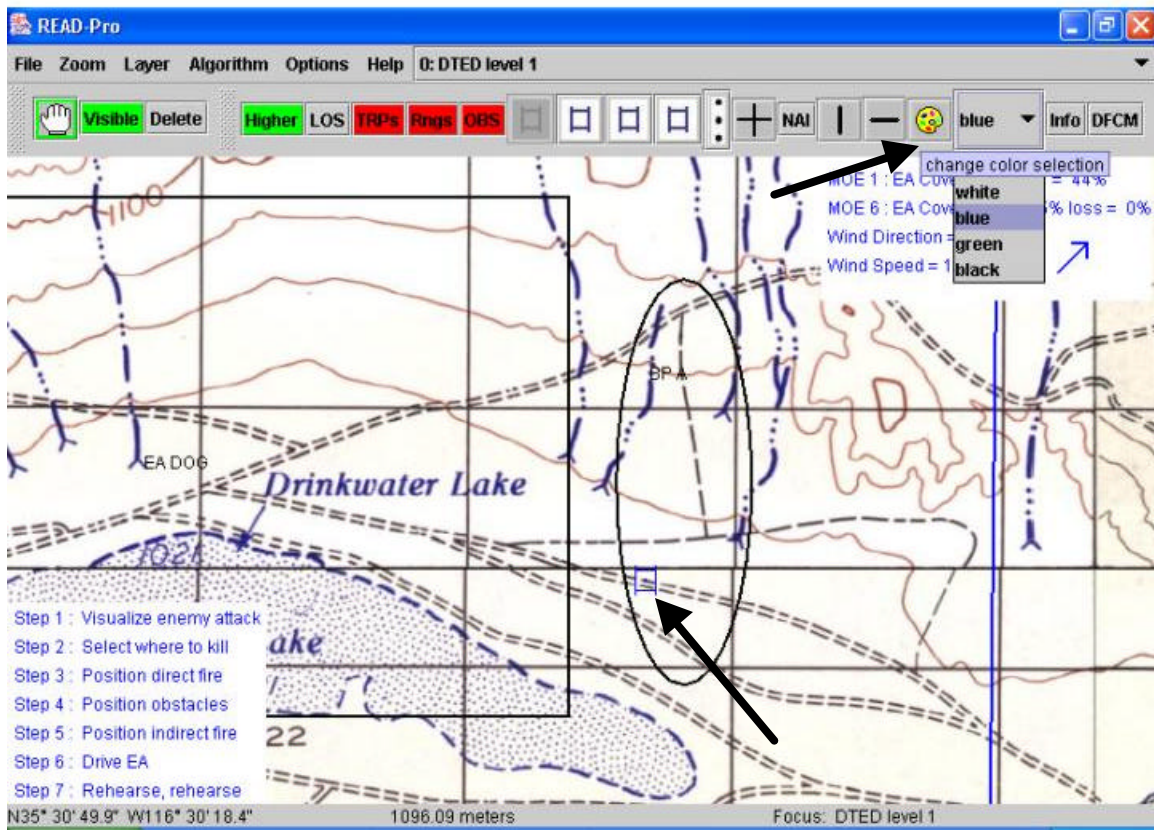 READ-Pro
File Zoom Layer Algorithm Options Help 0: DTED level 1
Visible Delete Higher LOS TRPs Rngs OBS NAI blue Info DFCM
change color selection
MOE 1 : EA = 44%
MOE 6 : EA % loss = 0%
Wind Direction =
Wind Speed = 1
white
blue
green
black
1100
BP A
EA DOG
Drinkwater Lake
102
ake
22
Step 1 : Visualize enemy attack
Step 2 : Select where to kill
Step 3 : Position direct fire
Step 4 : Position obstacles
Step 5 : Position indirect fire
Step 6 : Drive EA
Step 7 : Rehearse, rehearse
N35° 30' 49.9" W116° 30' 18.4" 1096.09 meters Focus: DTED level 1